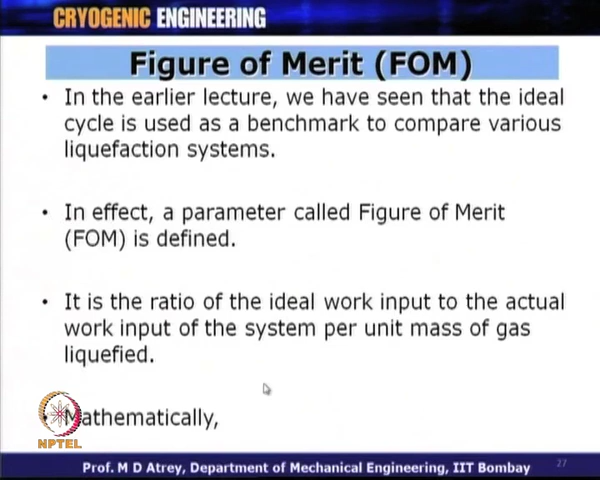 CRYOGENIC ENGINEERING
Figure of Merit (FOM)
• In the earlier lecture, we have seen that the ideal
cycle is used as a benchmark to compare various
liquefaction systems.
• In effect, a parameter called Figure of Merit
(FOM) is defined.
• It is the ratio of the ideal work input to the actual
work input of the system per unit mass of gas
liquefied.
• Mathematically,
NPTEL
Prof. M D Atrey, Department of Mechanical Engineering, IIT Bombay 27